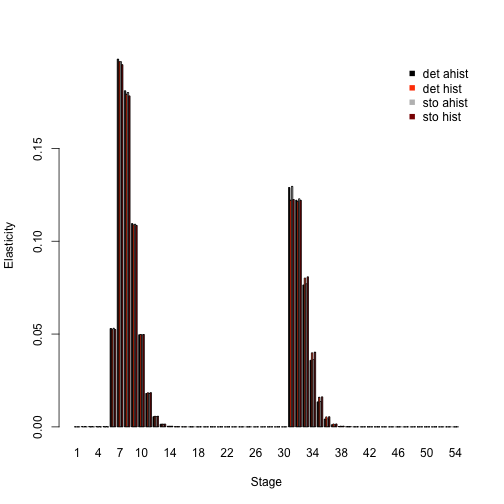 det ahist
det hist
sto ahist
sto hist
0.15
0.10
0.05
0.00
Elasticity
1 4 7 10 14 18 22 26 30 34 38 42 46 50 54
Stage